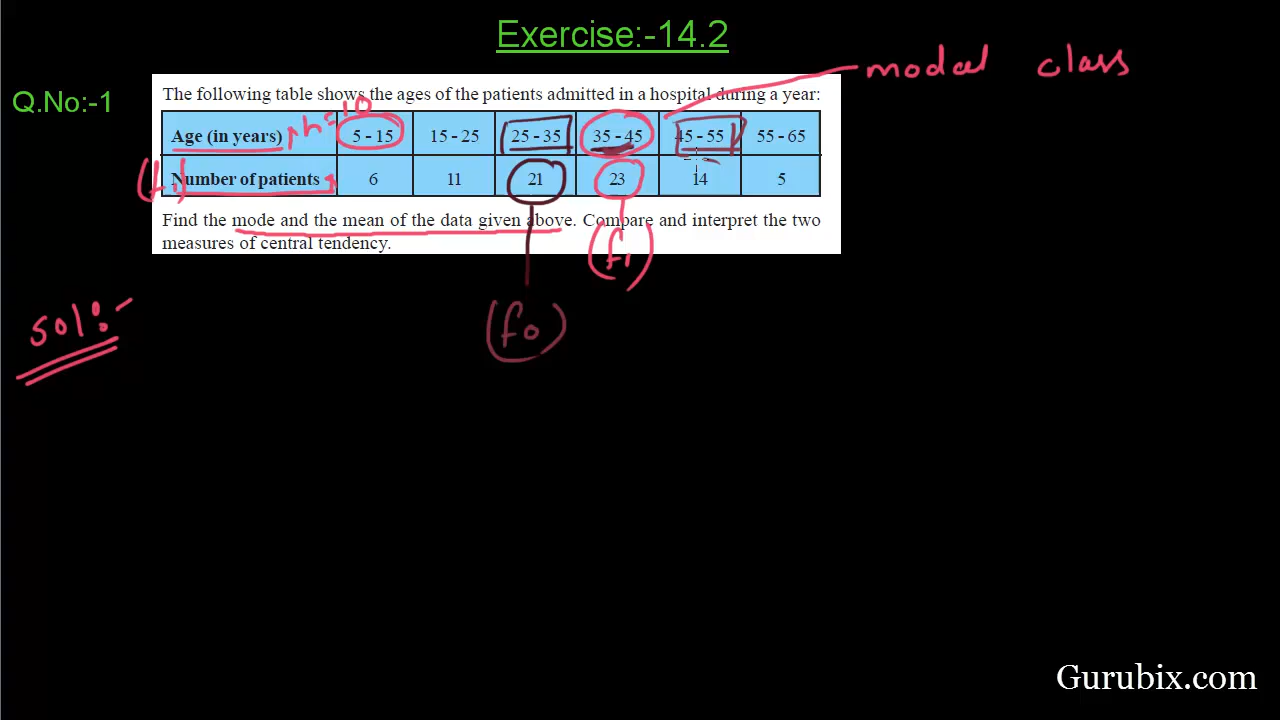 Exercise:-14.2
modal class
Q.No:-1
The following table shows the ages of the patients admitted in a hospital during a year:
h=10
Age (in years) 5 - 15 15 - 25 25 - 35 35 - 45 45 - 55 55 - 65
Number of patients 6 11 21 23 14 5
Find the mode and the mean of the data given above. Compare and interpret the two
measures of central tendency.
(f1)
(f0)
sol:-
Gurubix.com